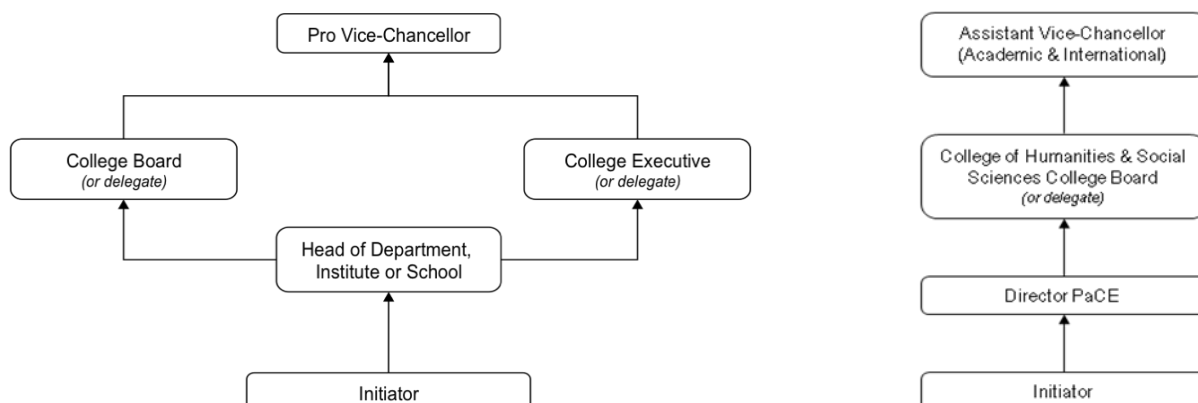 Pro Vice-Chancellor
College Board
(or delegate)
College Executive
(or delegate)
Head of Department,
Institute or School
Initiator
Assistant Vice-Chancellor
(Academic & International)
College of Humanities & Social
Sciences College Board
(or delegate)
Director PaCE
Initiator